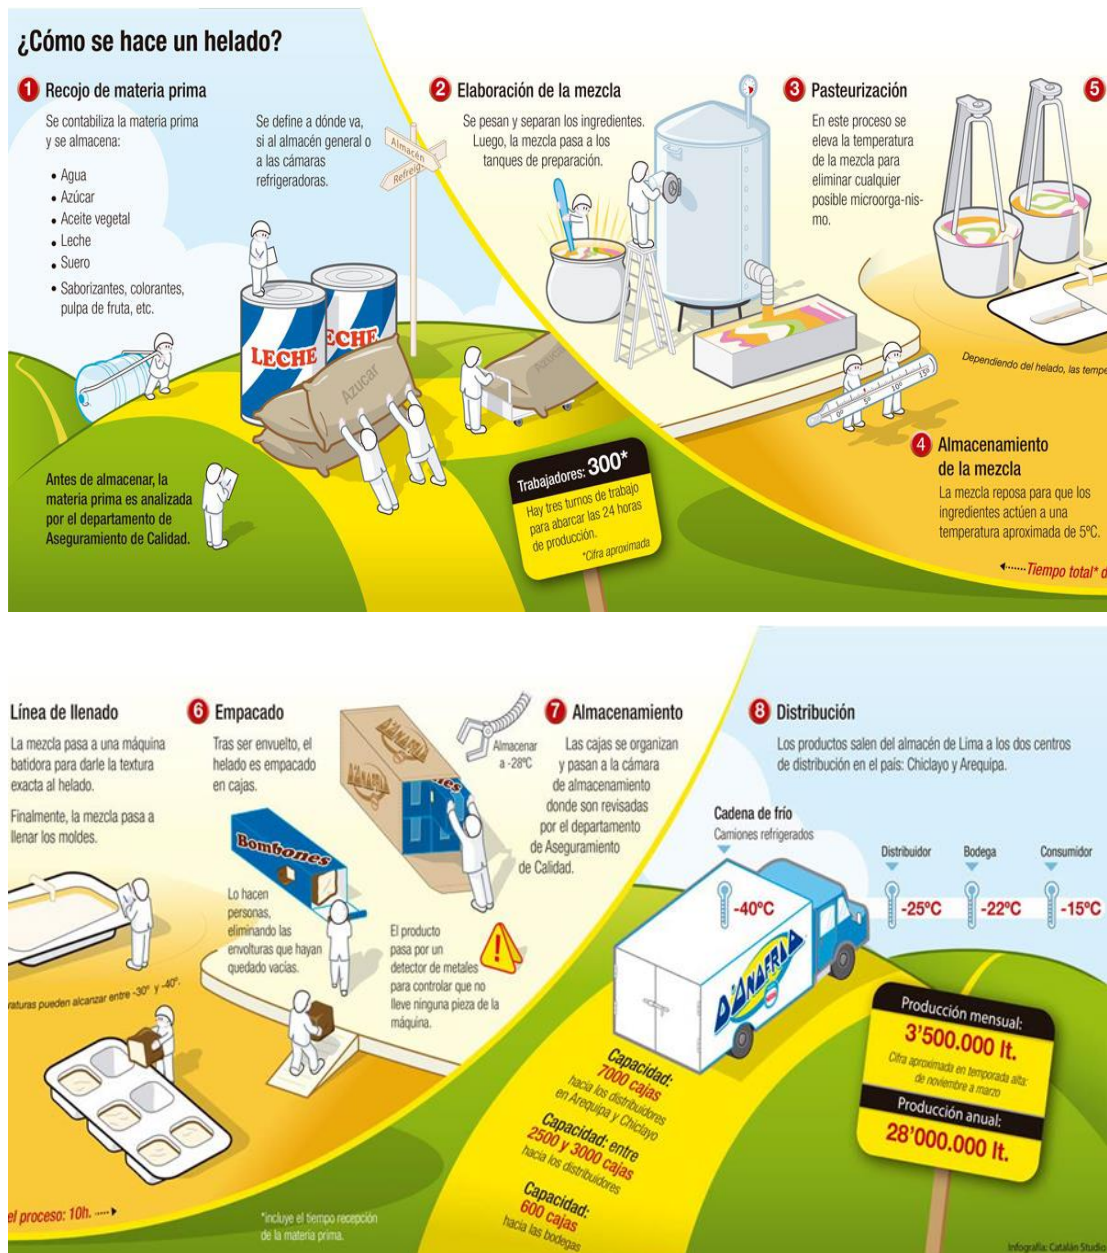 ¿Cómo se hace un helado?
1 Recojo de materia prima
Se contabiliza la materia prima
y se almacena:
• Agua
• Azúcar
• Aceite vegetal
• Leche
• Suero
• Saborizantes, colorantes,
pulpa de fruta, etc.
Se define a dónde va,
si al almacén general o
a las cámaras
refrigeradoras.
Almacén
Refrig
LECHE
ECHE
Azucar
Azucar
Antes de almacenar, la
materia prima es analizada
por el departamento de
Aseguramiento de Calidad.
2 Elaboración de la mezcla
Se pesan y separan los ingredientes.
Luego, la mezcla pasa a los
tanques de preparación.
Trabajadores: 300*
Hay tres turnos de trabajo
para abarcar las 24 horas
de producción.
*Cifra aproximada
3 Pasteurización
En este proceso se
eleva la temperatura
de la mezcla para
eliminar cualquier
posible microorga-nis-
mo.
0º 5º 10º 15º
4 Almacenamiento
de la mezcla
La mezcla reposa para que los
ingredientes actúen a una
temperatura aproximada de 5ºC.
5
Dependiendo del helado, las tempe
Tiempo total* d
Línea de llenado
La mezcla pasa a una máquina
batidora para darle la textura
exacta al helado.
Finalmente, la mezcla pasa a
llenar los moldes.
raturas pueden alcanzar entre -30º y -40º.
el proceso: 10h.
6 Empacado
Tras ser envuelto, el
helado es empacado
en cajas.
Bombones
D'ANAFRIA
D'ANAFRIA
nes
Lo hacen
personas,
eliminando las
envolturas que hayan
quedado vacías.
El producto
pasa por un
detector de metales
para controlar que no
lleve ninguna pieza de la
máquina.
*incluye el tiempo recepción
de la materia prima.
Almacenar
a -28ºC
7 Almacenamiento
Las cajas se organizan
y pasan a la cámara
de almacenamiento
donde son revisadas
por el departamento
de Aseguramiento
de Calidad.
8 Distribución
Los productos salen del almacén de Lima a los dos centros
de distribución en el país: Chiclayo y Arequipa.
Cadena de frío
Camiones refrigerados
-40ºC
Distribuidor
-25ºC
Bodega
-22ºC
Consumidor
-15ºC
D'ANAFRIA
Capacidad:
7000 cajas
hacia los distribuidores
en Arequipa y Chiclayo
Capacidad: entre
2500 y 3000 cajas
hacia los distribuidores
Capacidad:
600 cajas
hacia las bodegas
Producción mensual:
3'500.000 lt.
Cifra aproximada en temporada alta:
de noviembre a marzo
Producción anual:
28'000.000 lt.
Infografía: Catalán Studio